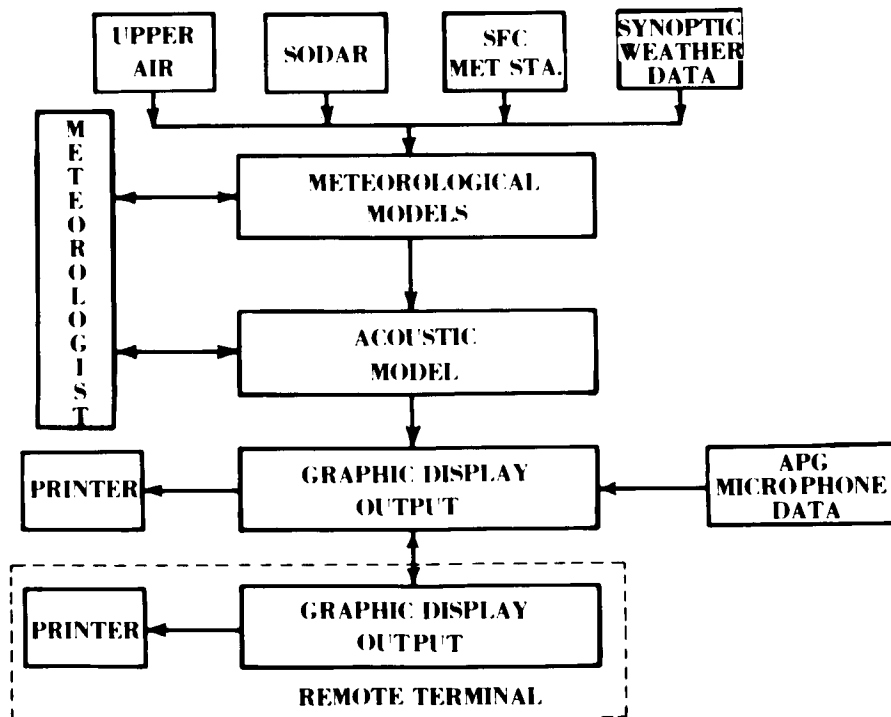 UPPER
AIR
SODAR
SFC
MET STA.
SYNOPTIC
WEATHER
DATA
METEOROLOGIST
METEOROLOGICAL
MODELS
ACOUSTIC
MODEL
PRINTER
GRAPHIC DISPLAY
OUTPUT
APG
MICROPHONE
DATA
PRINTER
GRAPHIC DISPLAY
OUTPUT
REMOTE TERMINAL